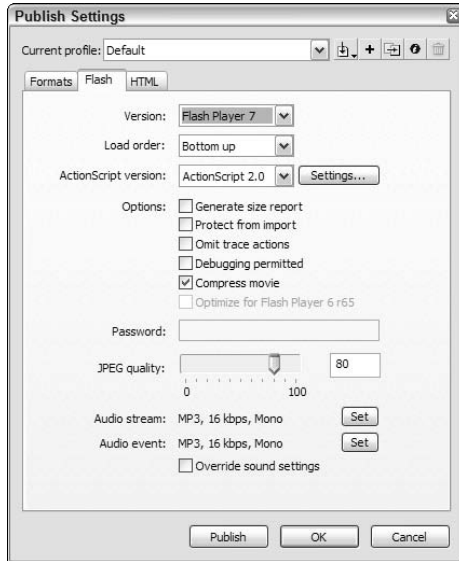 Publish Settings
Current profile: Default
Formats Flash HTML
Version: Flash Player 7
Load order: Bottom up
ActionScript version: ActionScript 2.0 Settings...
Options: Generate size report
Protect from import
Omit trace actions
Debugging permitted
Compress movie
Optimize for Flash Player 6 r65
Password:
JPEG quality: 80
0 100
Audio stream: MP3, 16 kbps, Mono Set
Audio event: MP3, 16 kbps, Mono Set
Override sound settings
Publish OK Cancel